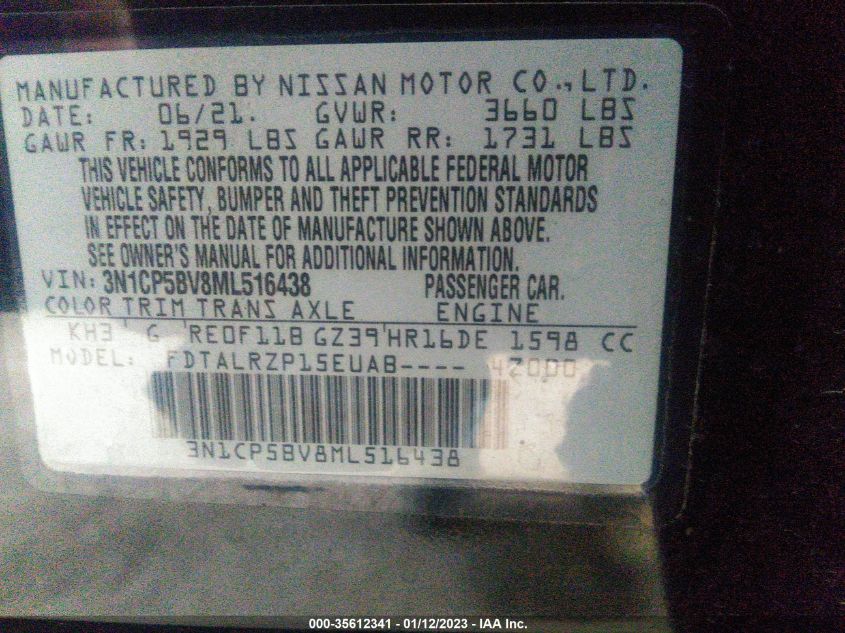 MANUFACTURED BY NISSAN MOTOR CO., LTD.
DATE: 06/21. GVWR: 3660 LBS
GAWR FR: 1929 LBS GAWR RR: 1731 LBS
THIS VEHICLE CONFORMS TO ALL APPLICABLE FEDERAL MOTOR
VEHICLE SAFETY, BUMPER AND THEFT PREVENTION STANDARDS
IN EFFECT ON THE DATE OF MANUFACTURE SHOWN ABOVE.
SEE OWNER'S MANUAL FOR ADDITIONAL INFORMATION.
VIN: 3N1CP5BV8ML516438 PASSENGER CAR.
COLOR TRIM TRANS AXLE ENGINE
KH3 G RE0F11B GZ39 HR16DE 1598 CC
MODEL: FDTALRZP15EUAB---- 4Z0D0
3N1CP5BV8ML516438
000-35612341 - 01/12/2023 - IAA Inc.